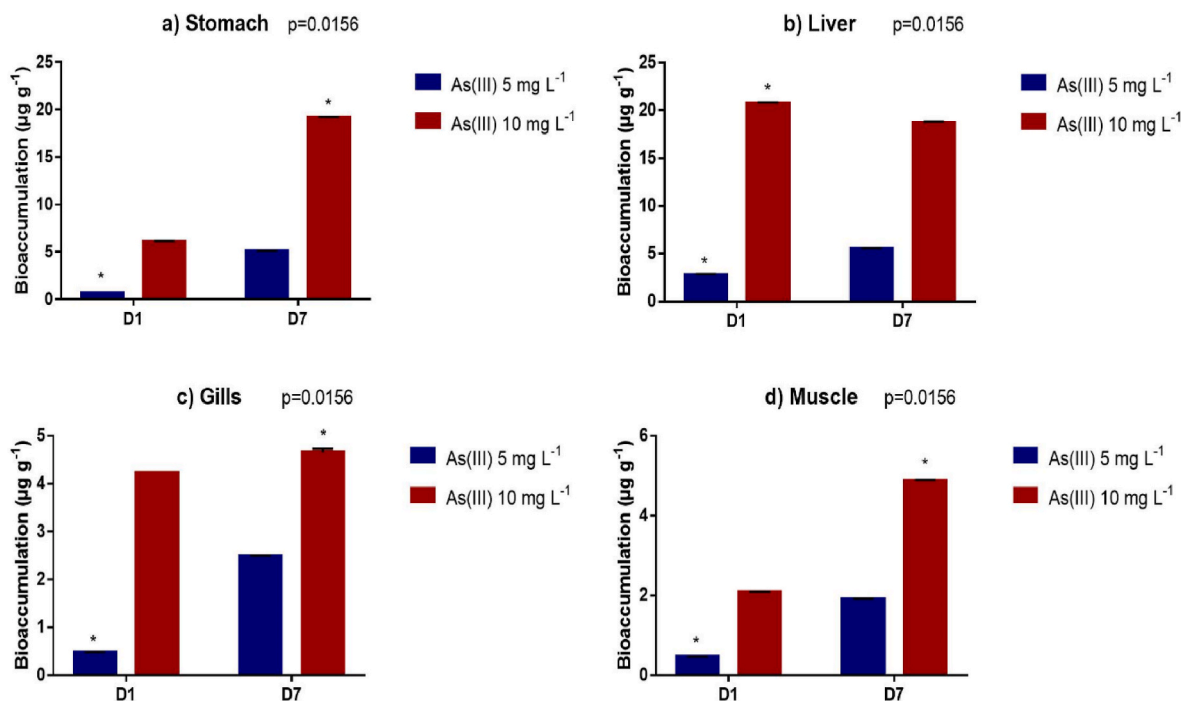 a) Stomach p=0.0156
Bioaccumulation (µg g⁻¹)
25
20
15
10
5
0
*
*
D1 D7
As(III) 5 mg L⁻¹
As(III) 10 mg L⁻¹
b) Liver p=0.0156
Bioaccumulation (µg g⁻¹)
25
20
15
10
5
0
*
*
D1 D7
As(III) 5 mg L⁻¹
As(III) 10 mg L⁻¹
c) Gills p=0.0156
Bioaccumulation (µg g⁻¹)
5
4
3
2
1
0
*
*
D1 D7
As(III) 5 mg L⁻¹
As(III) 10 mg L⁻¹
d) Muscle p=0.0156
Bioaccumulation (µg g⁻¹)
6
4
2
0
*
*
D1 D7
As(III) 5 mg L⁻¹
As(III) 10 mg L⁻¹